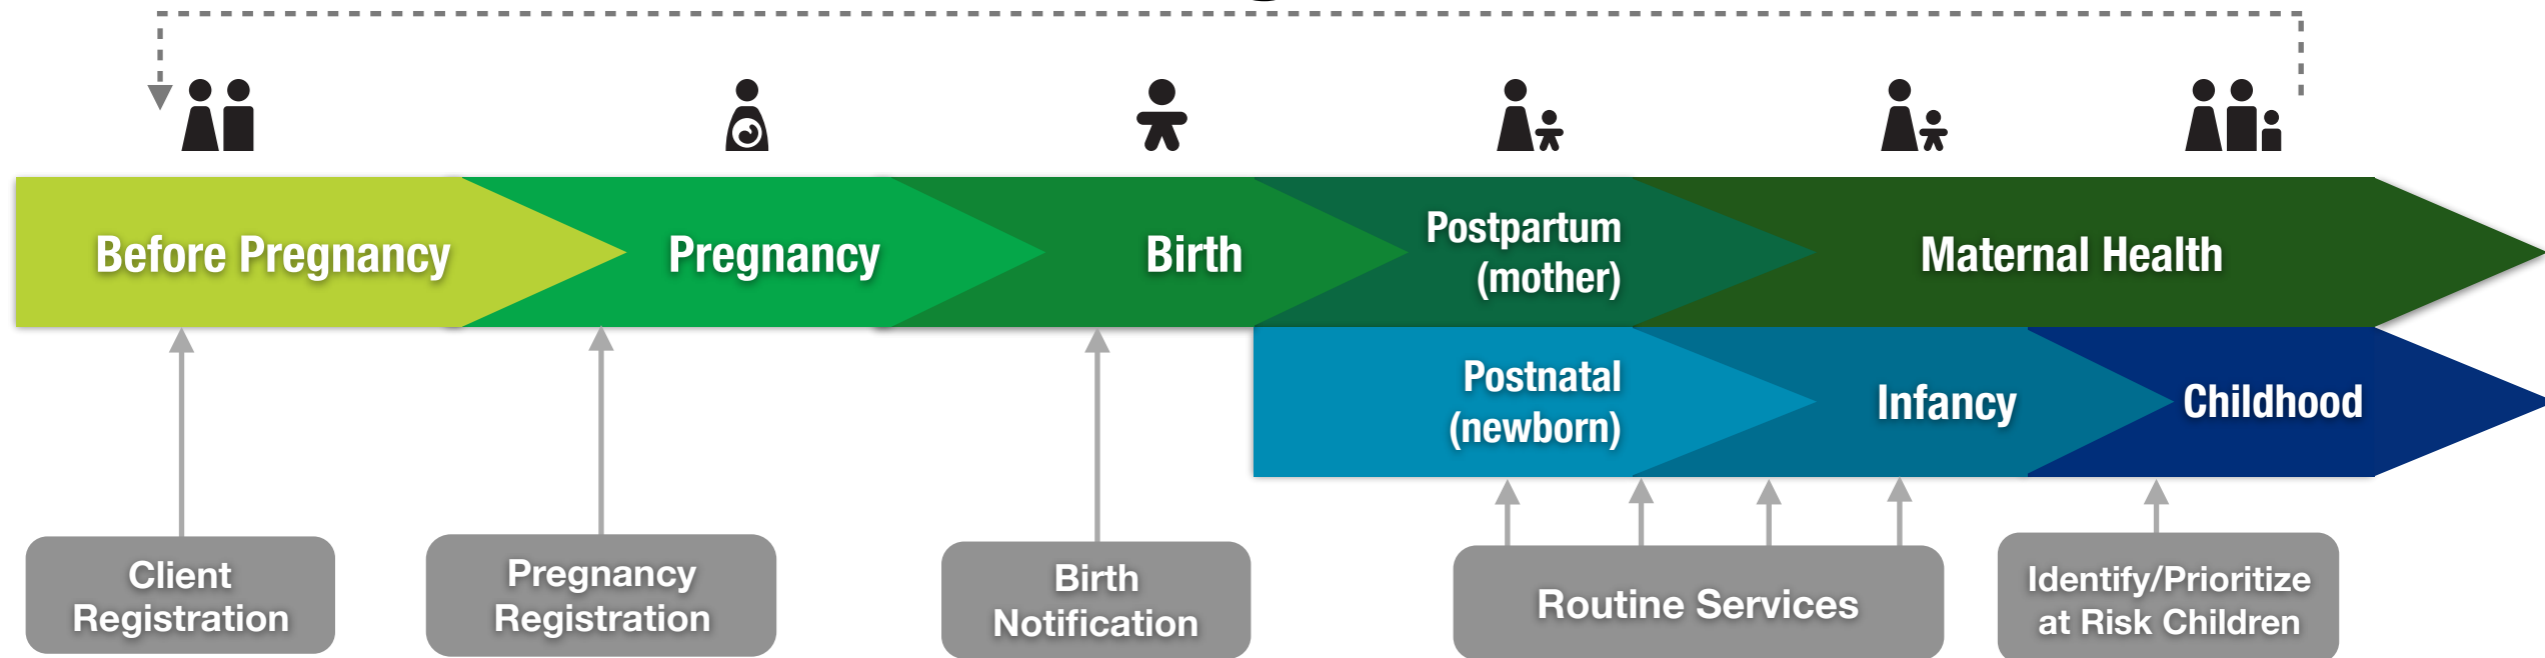 Before Pregnancy
Pregnancy
Birth
Postpartum
(mother)
Maternal Health
Postnatal
(newborn)
Infancy
Childhood
Client
Registration
Pregnancy
Registration
Birth
Notification
Routine Services
Identify/Prioritize
at Risk Children